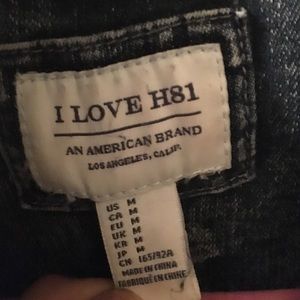 I LOVE H81
AN AMERICAN BRAND
LOS ANGELES, CALIF.
US M
CA M
EU M
UK M
KR M
JP M
CN 165/92A
MADE IN CHINA
FABRIQUÉ EN CHINE